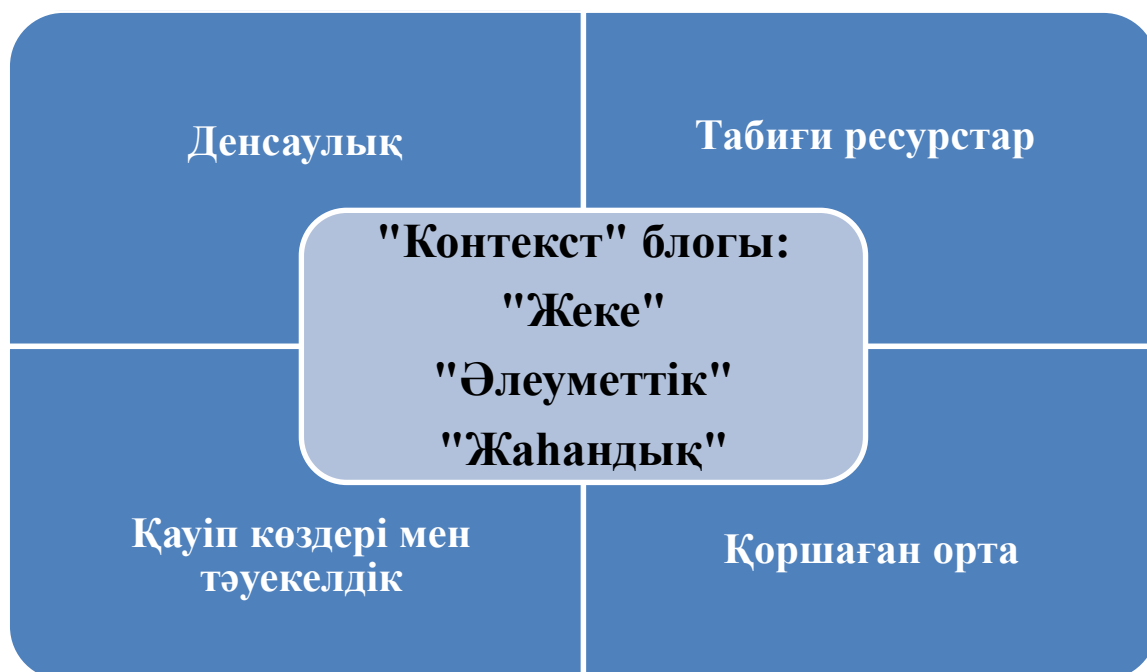 Денсаулық
Табиғи ресурстар
"Контекст" блогы:
"Жеке"
"Әлеуметтік"
"Жаһандық"
Қауіп көздері мен
тәуекелдік
Қоршаған орта